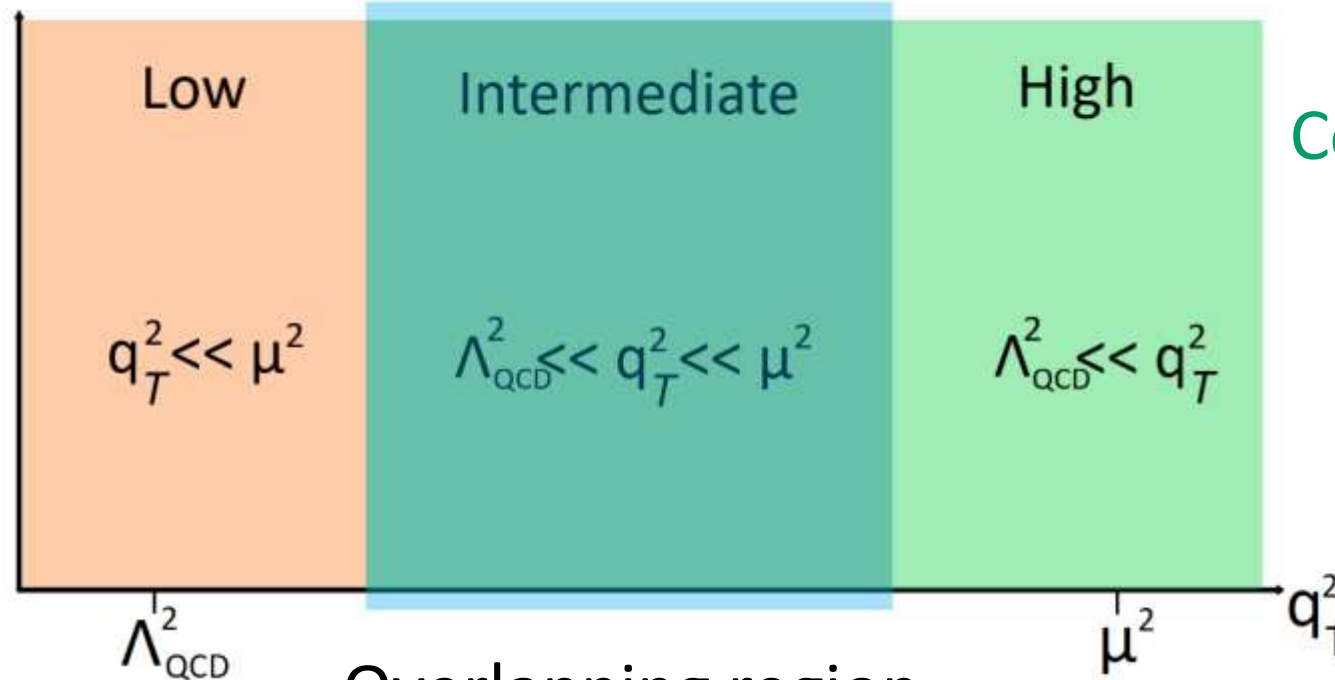 Low Intermediate High
q_T^2 << μ^2 Λ_QCD^2 << q_T^2 << μ^2 Λ_QCD^2 << q_T^2
Λ_QCD^2 μ^2